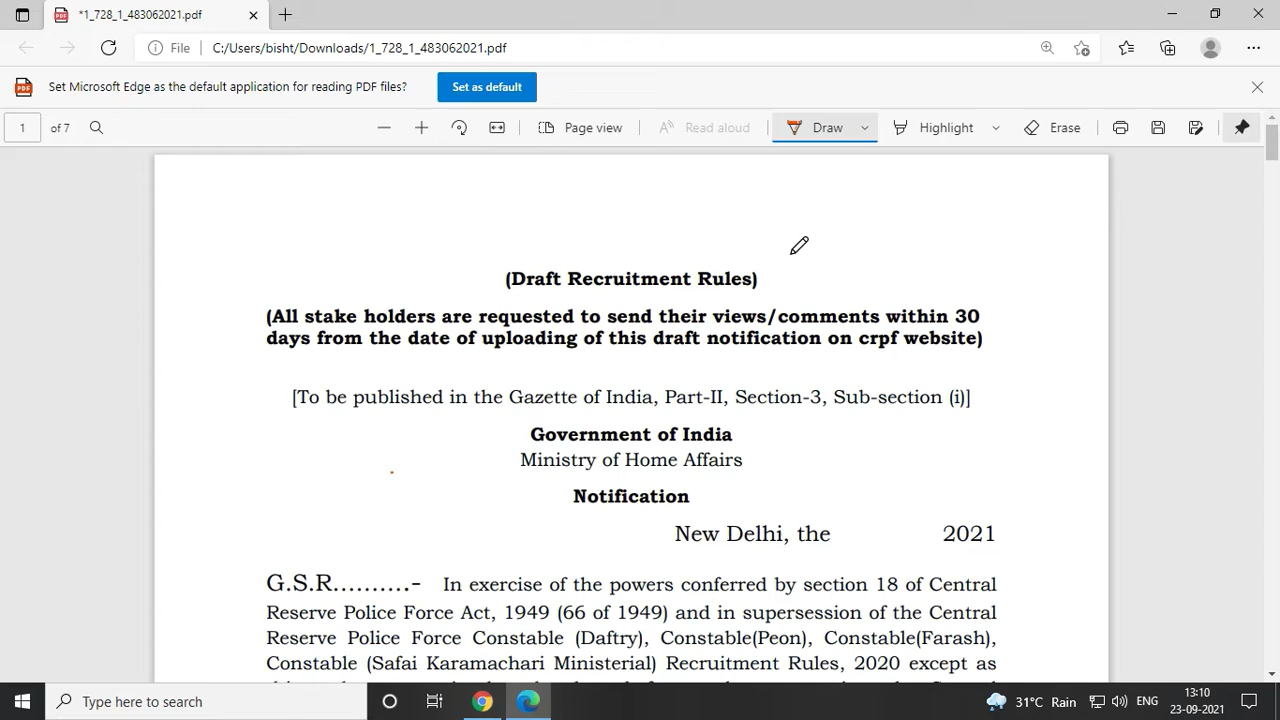 *1_728_1_483062021.pdf
File C:/Users/bisht/Downloads/1_728_1_483062021.pdf
Set Microsoft Edge as the default application for reading PDF files? Set as default
1 of 7 Page view Read aloud Draw Highlight Erase
(Draft Recruitment Rules)
(All stake holders are requested to send their views/comments within 30
days from the date of uploading of this draft notification on crpf website)
[To be published in the Gazette of India, Part-II, Section-3, Sub-section (i)]
Government of India
Ministry of Home Affairs
Notification
New Delhi, the 2021
G.S.R..........- In exercise of the powers conferred by section 18 of Central
Reserve Police Force Act, 1949 (66 of 1949) and in supersession of the Central
Reserve Police Force Constable (Daftry), Constable(Peon), Constable(Farash),
Constable (Safai Karamachari Ministerial) Recruitment Rules, 2020 except as
Type here to search 31°C Rain ENG 13:10
23-09-2021